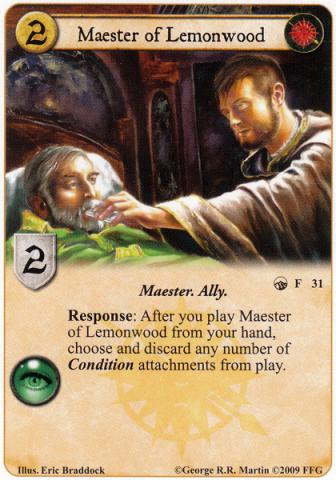 2
Maester of Lemonwood
2
Maester. Ally.
F 31
Response: After you play Maester
of Lemonwood from your hand,
choose and discard any number of
Condition attachments from play.
Illus. Eric Braddock
©George R.R. Martin ©2009 FFG